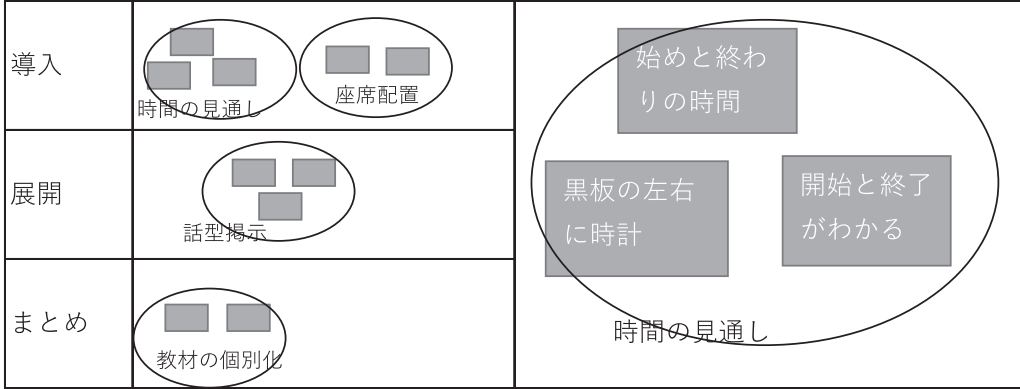 導入
時間の見通し
座席配置
展開
話型掲示
まとめ
教材の個別化
始めと終わ
りの時間
黒板の左右
に時計
開始と終了
がわかる
時間の見通し